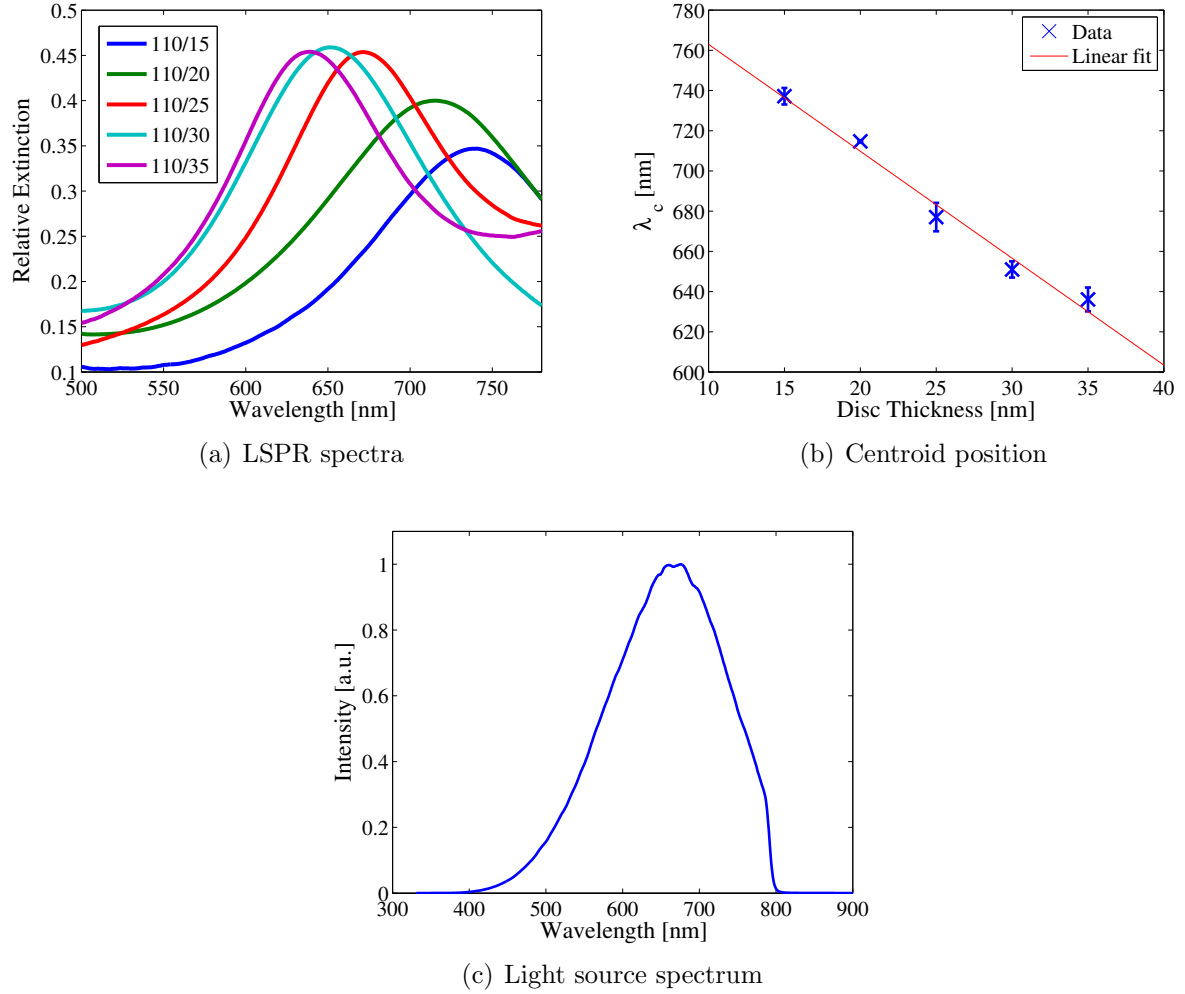 0.5
0.45
0.4
0.35
0.3
0.25
0.2
0.15
0.1
500 550 600 650 700 750
Relative Extinction
Wavelength [nm]
110/15
110/20
110/25
110/30
110/35
(a) LSPR spectra
780
760
740
720
700
680
660
640
620
600
10 15 20 25 30 35 40
λ_c [nm]
Disc Thickness [nm]
Data
Linear fit
(b) Centroid position
1
0.8
0.6
0.4
0.2
0
300 400 500 600 700 800 900
Intensity [a.u.]
Wavelength [nm]
(c) Light source spectrum